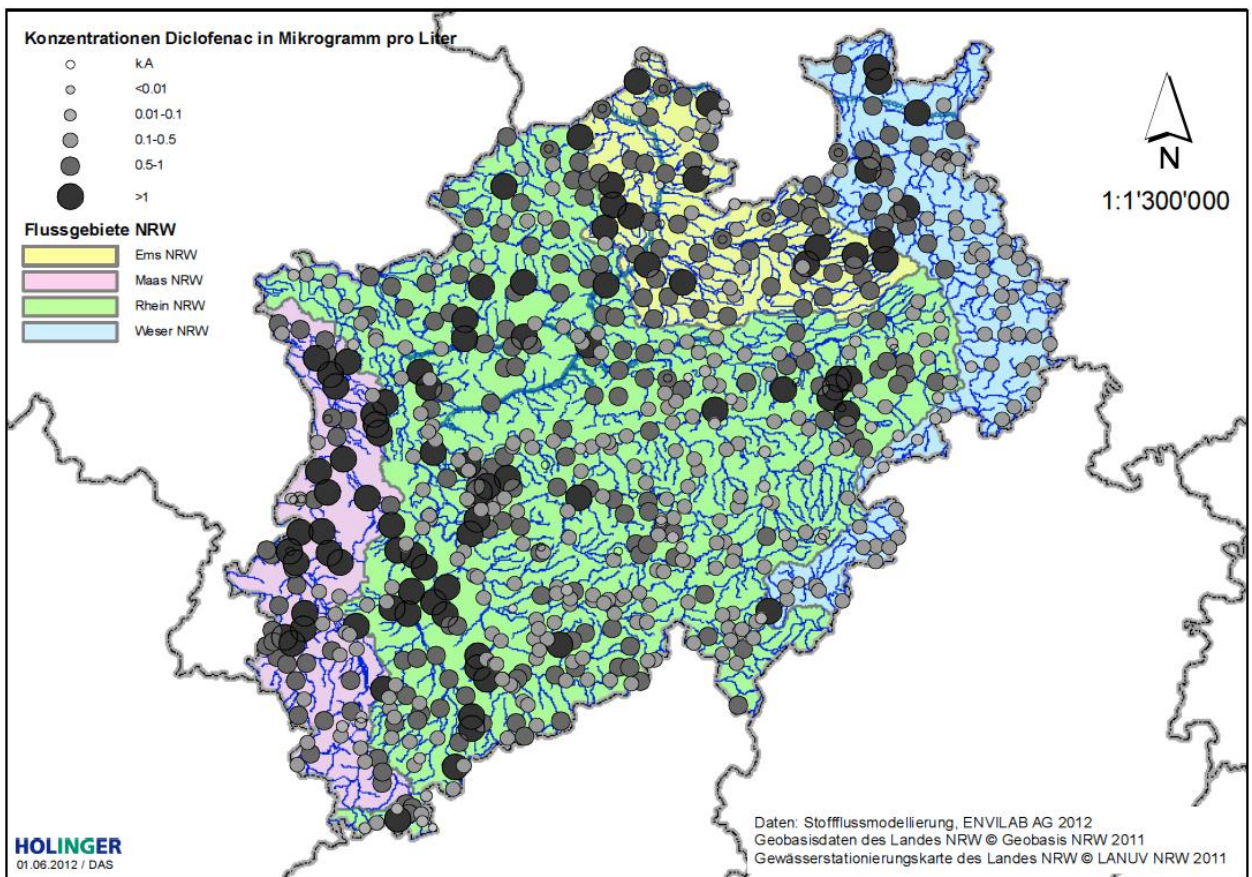 Konzentrationen Diclofenac in Mikrogramm pro Liter
k.A
<0.01
0.01-0.1
0.1-0.5
0.5-1
>1
Flussgebiete NRW
Ems NRW
Maas NRW
Rhein NRW
Weser NRW
N
1:1'300'000
HOLINGER
01.06.2012 / DAS
Daten: Stoffflussmodellierung, ENVILAB AG 2012
Geobasisdaten des Landes NRW © Geobasis NRW 2011
Gewässerstationierungskarte des Landes NRW © LANUV NRW 2011